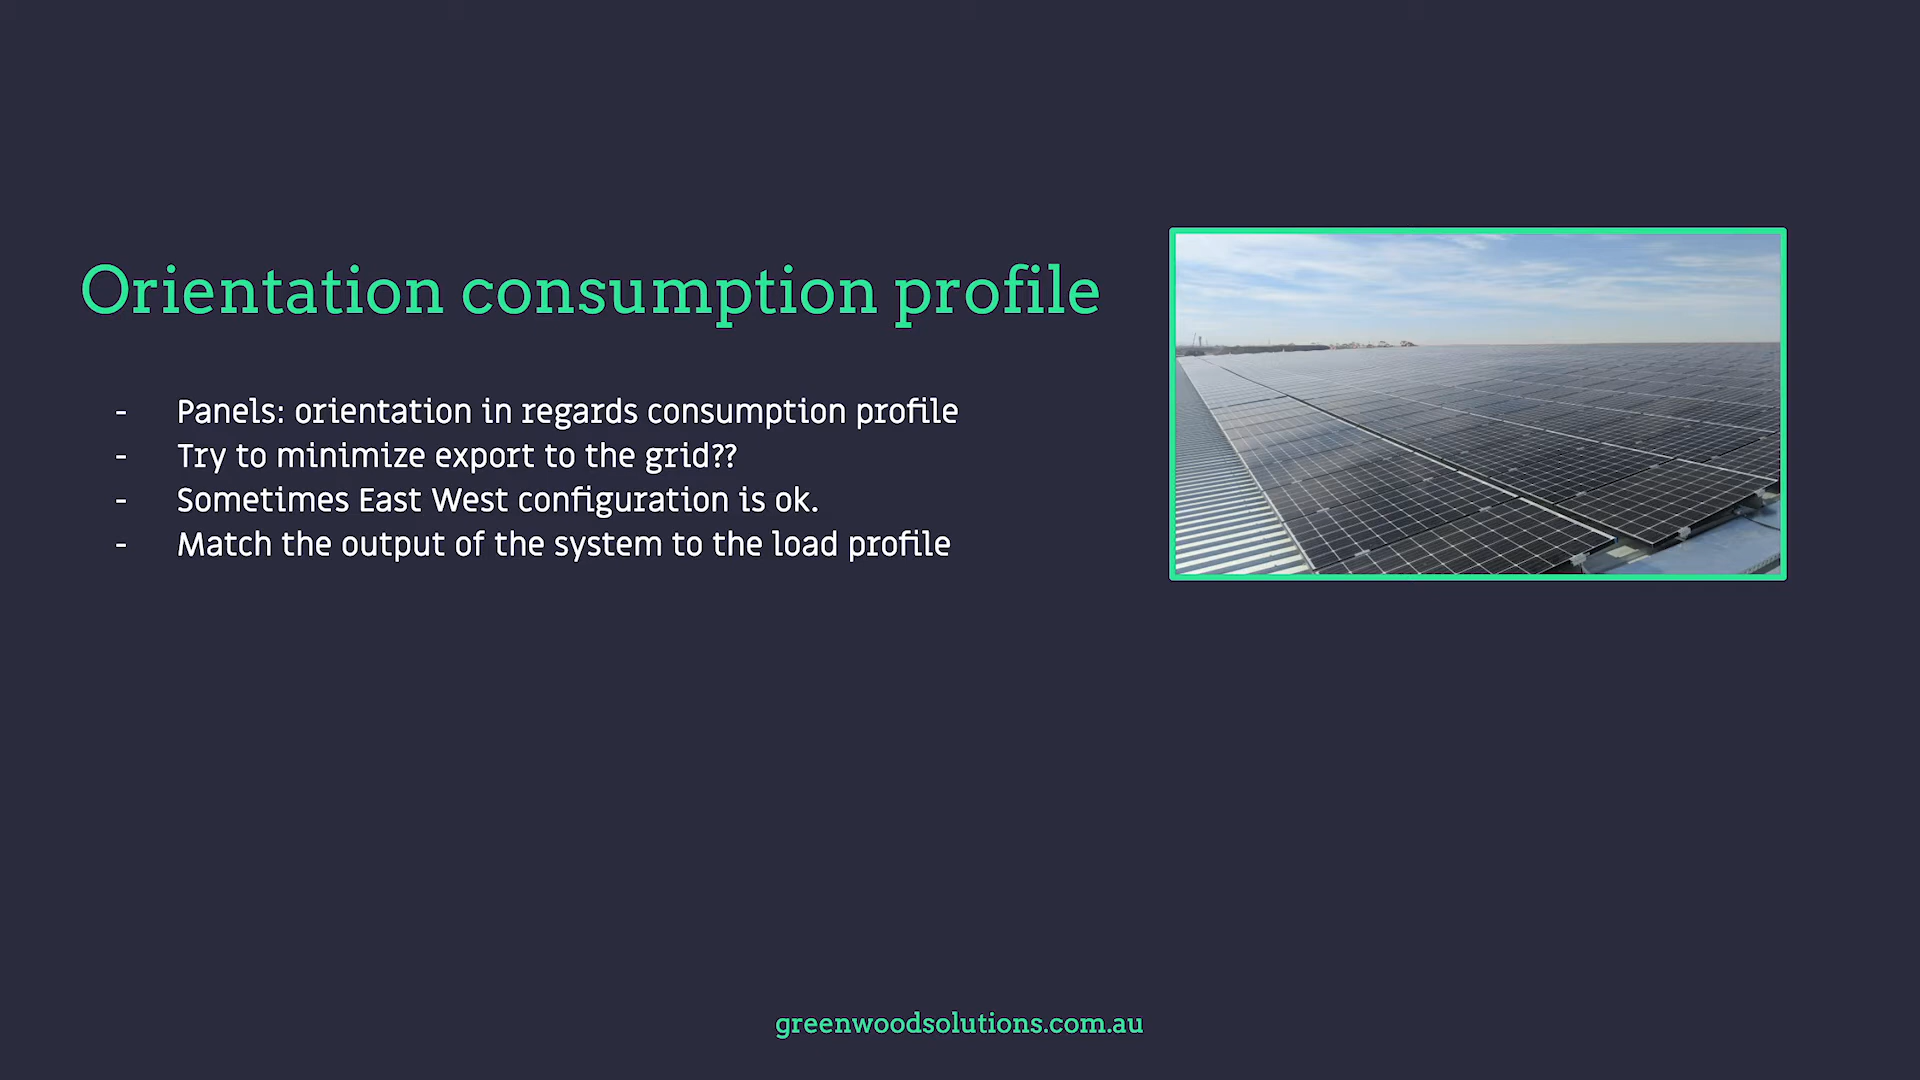 Orientation consumption profile
- Panels: orientation in regards consumption profile
- Try to minimize export to the grid??
- Sometimes East West configuration is ok.
- Match the output of the system to the load profile
greenwoodsolutions.com.au